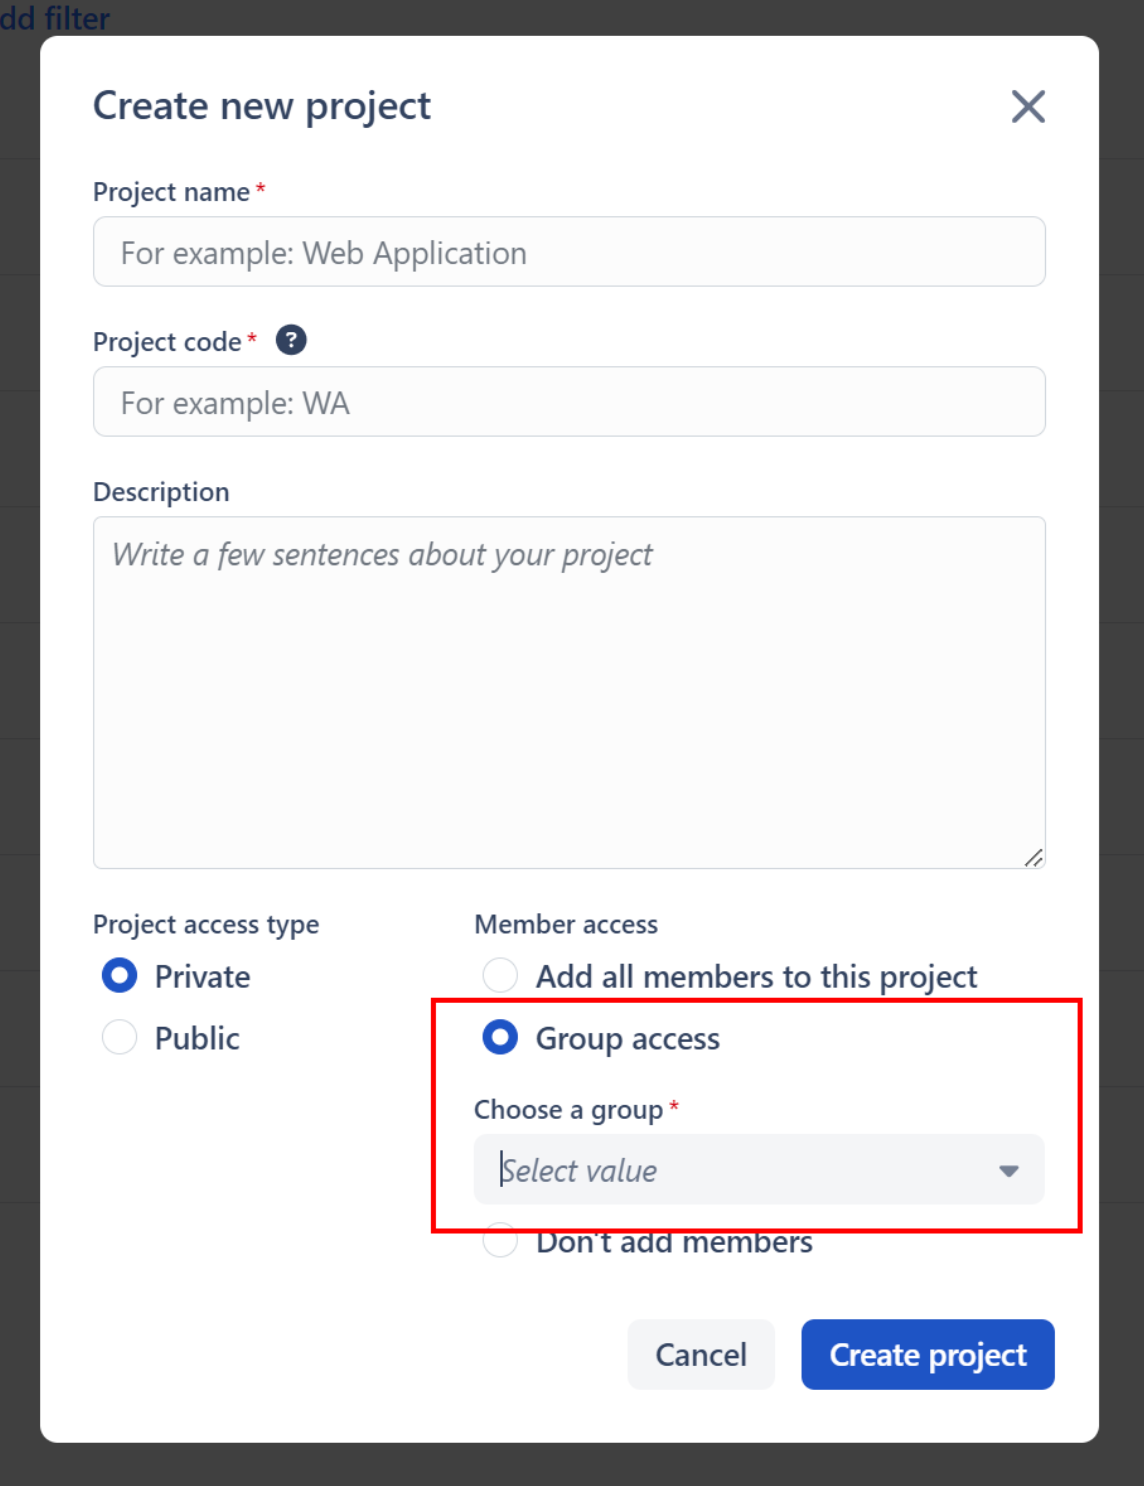 dd filter
Create new project
Project name *
For example: Web Application
Project code * ?
For example: WA
Description
Write a few sentences about your project
Project access type
Private
Public
Member access
Add all members to this project
Group access
Choose a group *
Select value
Don't add members
Cancel
Create project